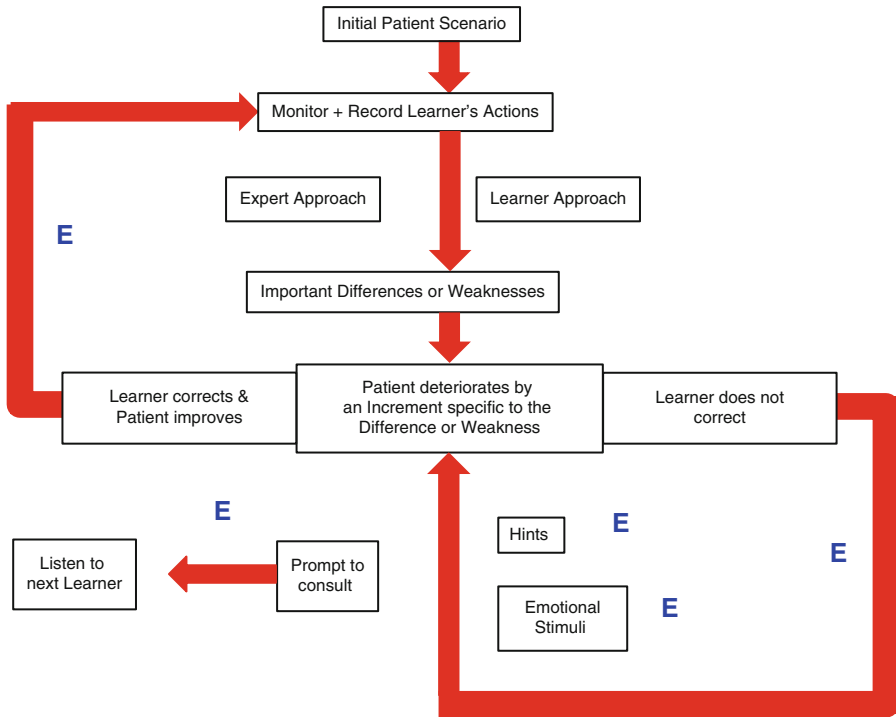 Initial Patient Scenario
Monitor + Record Learner's Actions
Expert Approach
Learner Approach
E
Important Differences or Weaknesses
Learner corrects &
Patient improves
Patient deteriorates by
an Increment specific to the
Difference or Weakness
Learner does not
correct
E
Hints
E
E
Listen to
next Learner
Prompt to
consult
Emotional
Stimuli
E